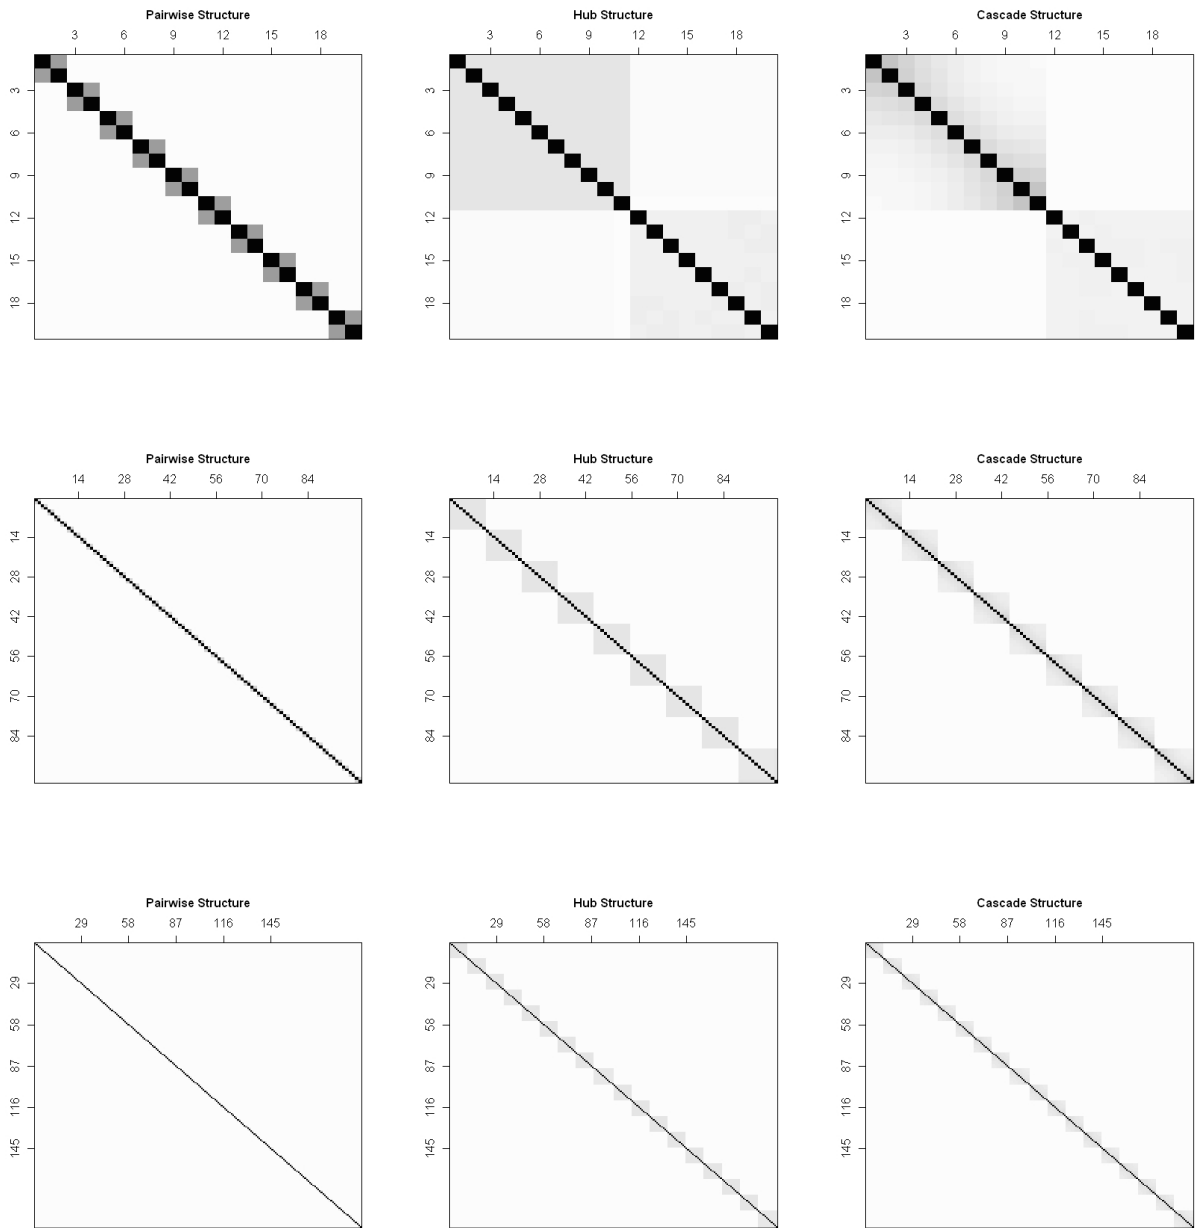 Pairwise Structure Hub Structure Cascade Structure
3 6 9 12 15 18 3 6 9 12 15 18 3 6 9 12 15 18
3 3 3
6 6 6
9 9 9
12 12 12
15 15 15
18 18 18
Pairwise Structure Hub Structure Cascade Structure
14 28 42 56 70 84 14 28 42 56 70 84 14 28 42 56 70 84
14 14 14
28 28 28
42 42 42
56 56 56
70 70 70
84 84 84
Pairwise Structure Hub Structure Cascade Structure
29 58 87 116 145 29 58 87 116 145 29 58 87 116 145
29 29 29
58 58 58
87 87 87
116 116 116
145 145 145